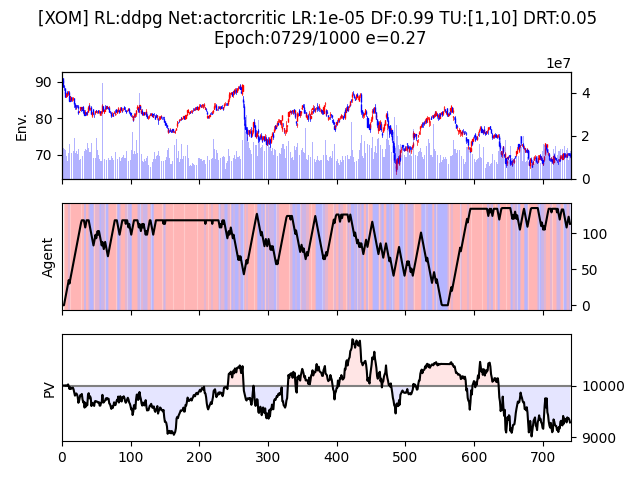 [XOM] RL:ddpg Net:actorcritic LR:1e-05 DF:0.99 TU:[1,10] DRT:0.05
Epoch:0729/1000 e=0.27
1e7
90
80
70
Env.
4
2
0
Agent
100
50
0
PV
10000
9000
0 100 200 300 400 500 600 700